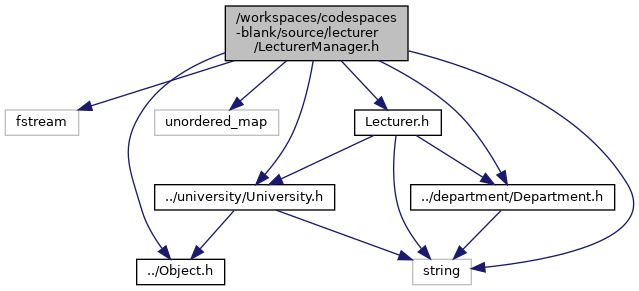 /workspaces/codespaces
-blank/source/lecturer
/LecturerManager.h
fstream
unordered_map
Lecturer.h
../university/University.h
../department/Department.h
../Object.h
string